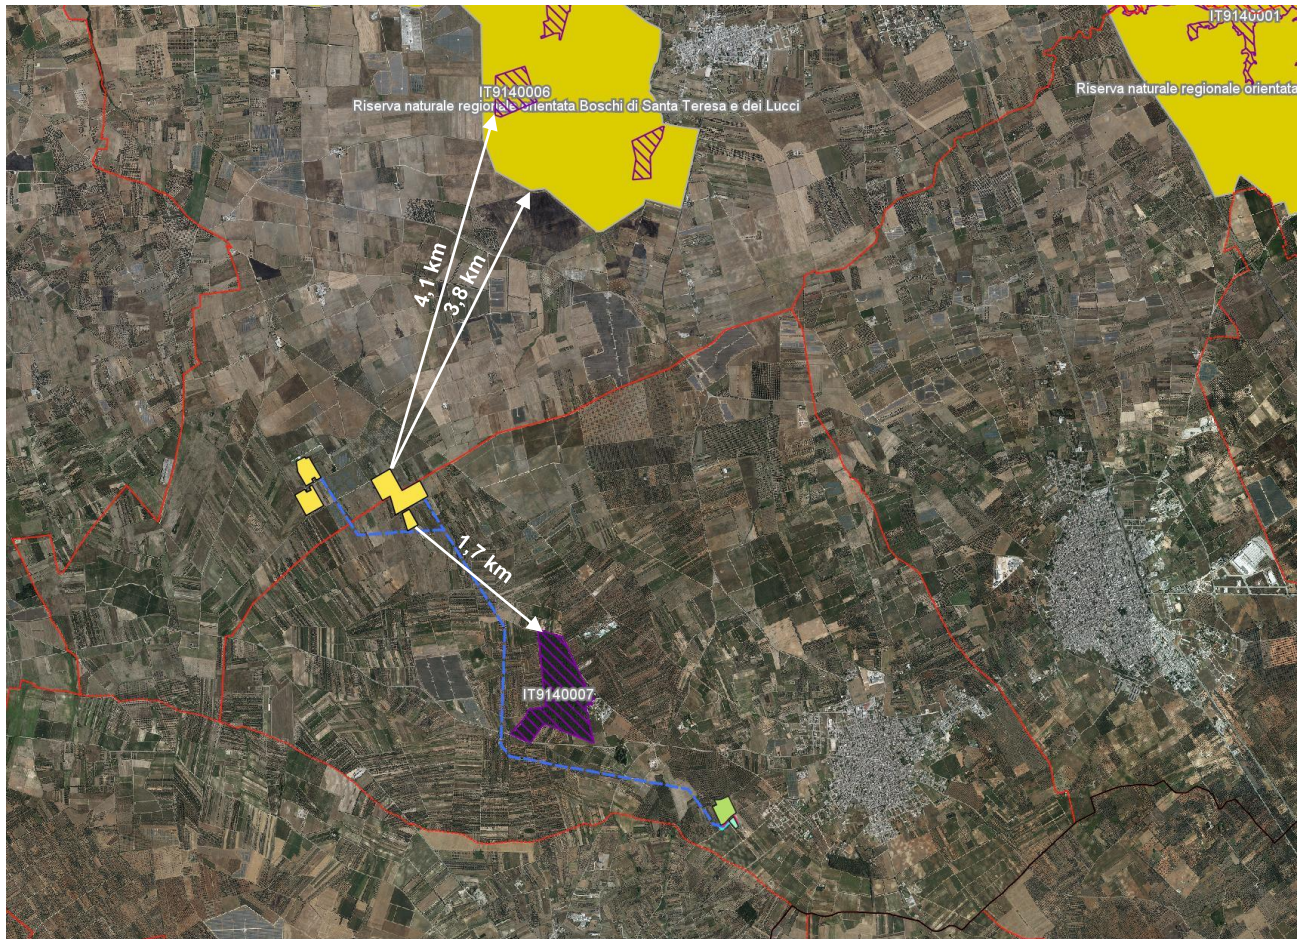 IT9140001
IT9140006
Riserva naturale regionale orientata
Riserva naturale regionale orientata Boschi di Santa Teresa e dei Lucci
4,1 km
3,8 km
1,7 km
IT9140007